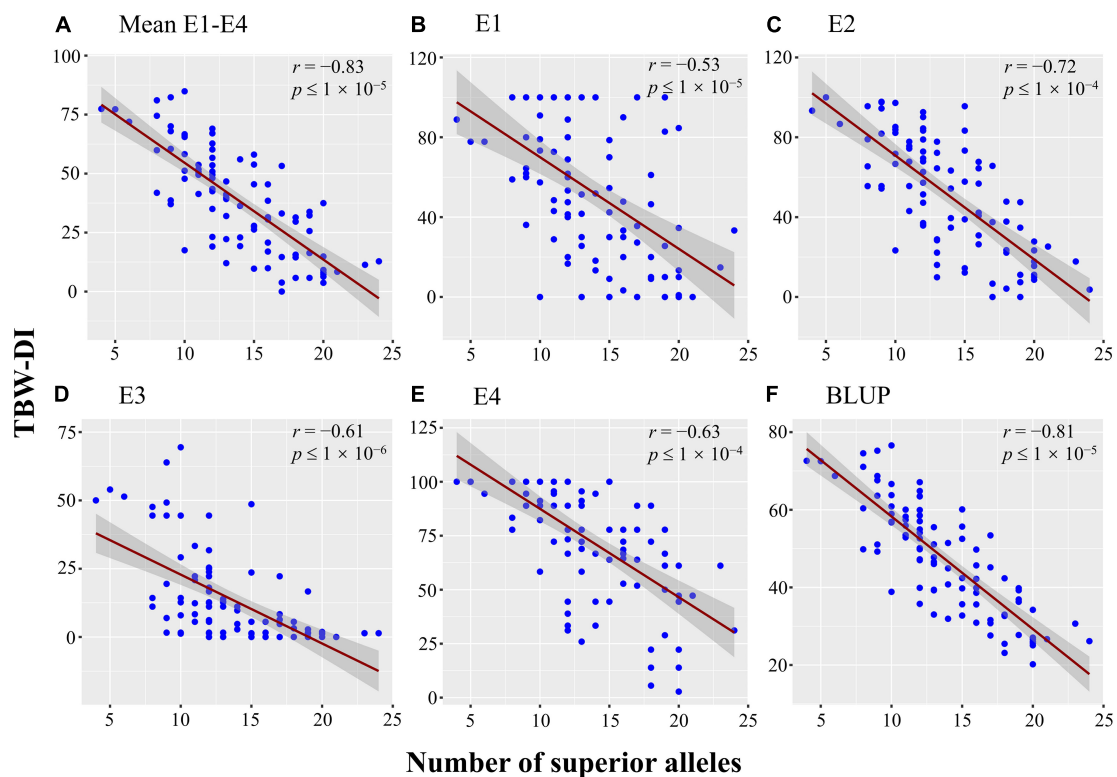 A Mean E1-E4
r = −0.83
p ≤ 1 × 10⁻⁵
100
75
50
25
0
5 10 15 20 25
B E1
r = −0.53
p ≤ 1 × 10⁻⁵
120
80
40
0
5 10 15 20 25
C E2
r = −0.72
p ≤ 1 × 10⁻⁴
120
80
40
0
5 10 15 20 25
TBW-DI
D E3
r = −0.61
p ≤ 1 × 10⁻⁶
75
50
25
0
5 10 15 20 25
E E4
r = −0.63
p ≤ 1 × 10⁻⁴
125
100
75
50
25
0
5 10 15 20 25
F BLUP
r = −0.81
p ≤ 1 × 10⁻⁵
80
60
40
20
5 10 15 20 25
Number of superior alleles